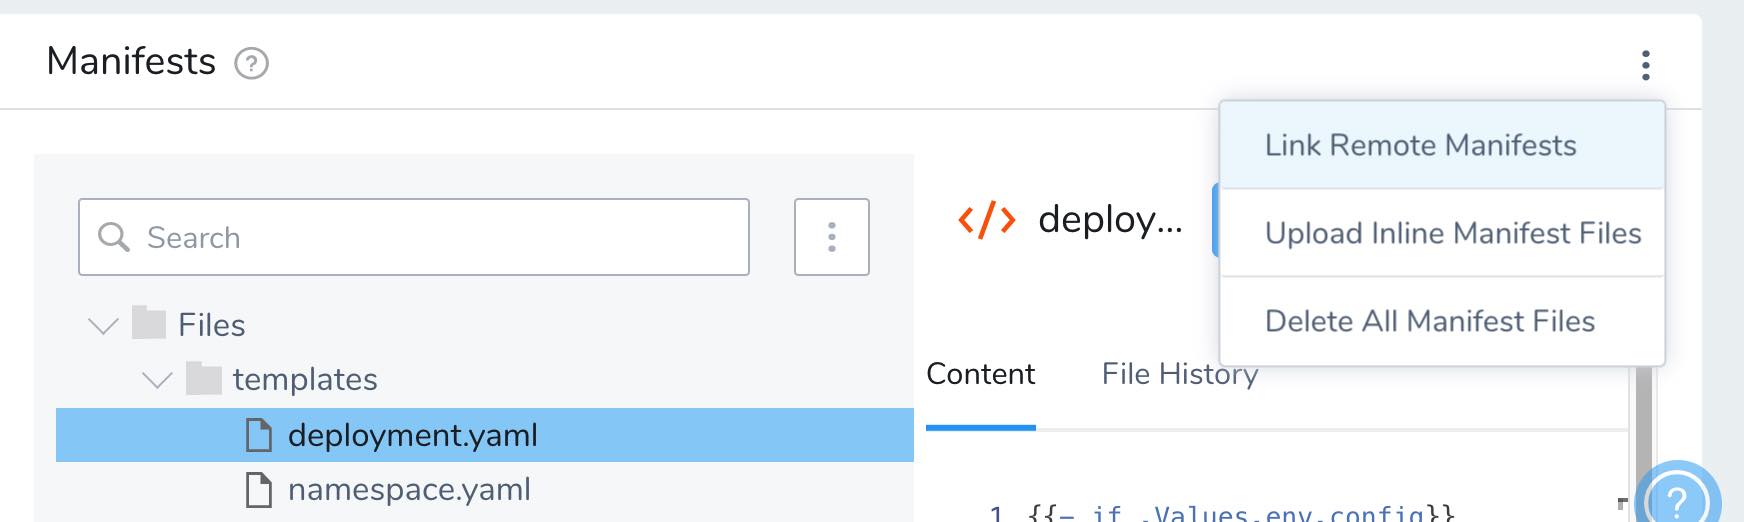 Manifests ?
Link Remote Manifests
Upload Inline Manifest Files
Delete All Manifest Files
Search
</> deploy...
Files
templates
deployment.yaml
namespace.yaml
Content File History
1 {{- if .Values.env.config}}
?